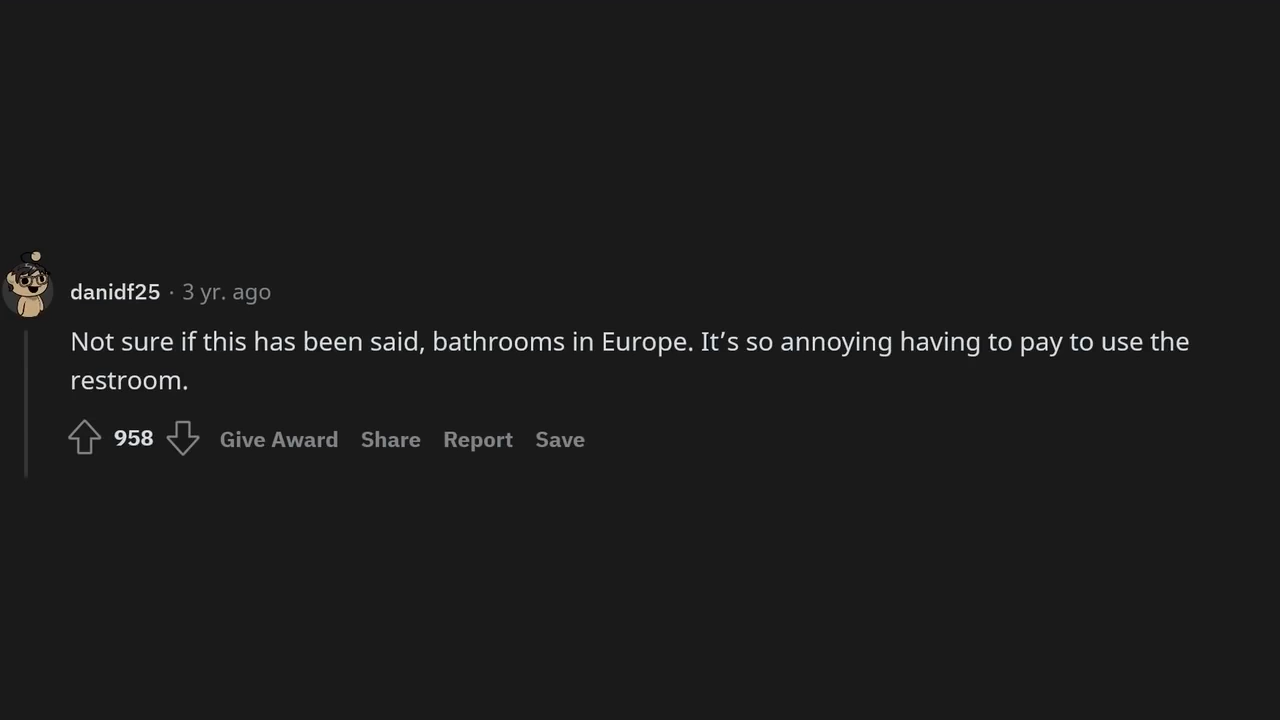 danidf25 · 3 yr. ago
Not sure if this has been said, bathrooms in Europe. It’s so annoying having to pay to use the
restroom.
958 Give Award Share Report Save